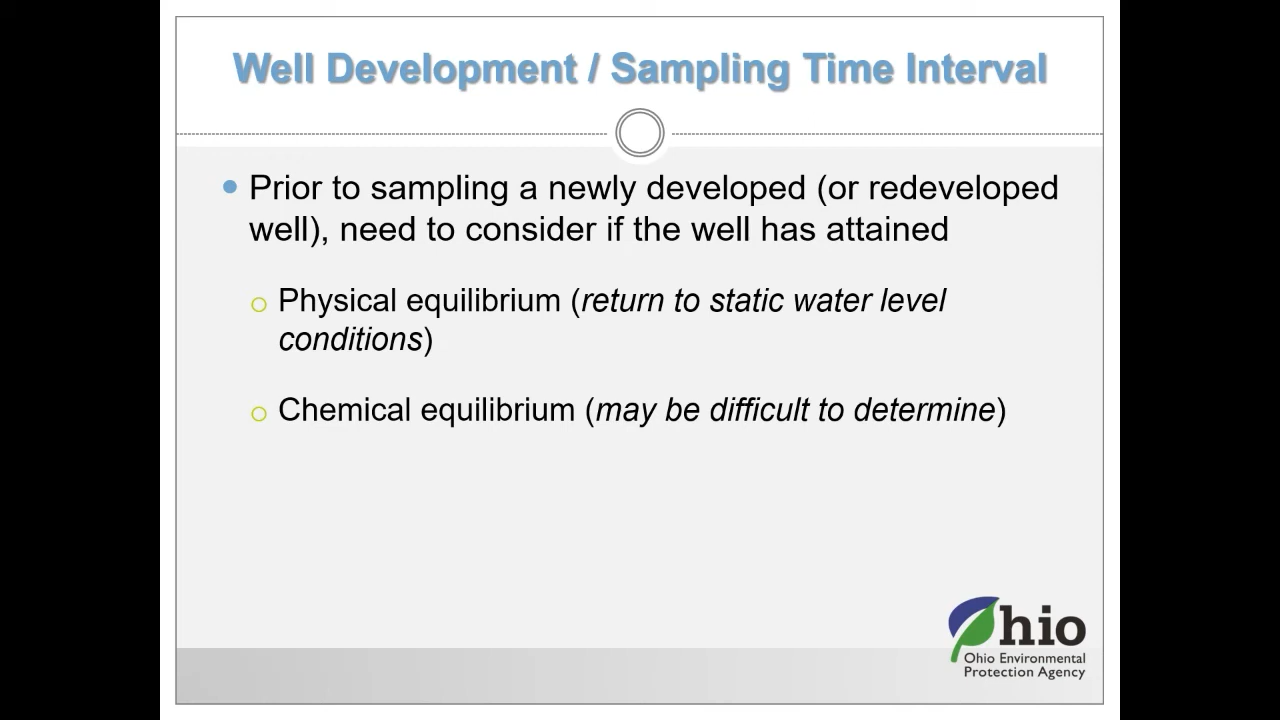 Well Development / Sampling Time Interval
Prior to sampling a newly developed (or redeveloped
well), need to consider if the well has attained
Physical equilibrium (return to static water level
conditions)
Chemical equilibrium (may be difficult to determine)
Ohio
Ohio Environmental
Protection Agency